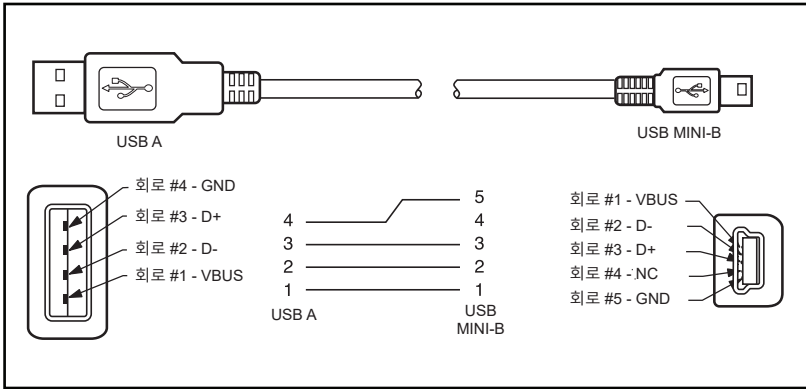 USB A
USB MINI-B
회로 #4 - GND
회로 #3 - D+
회로 #2 - D-
회로 #1 - VBUS
4
3
2
1
USB A
5
4
3
2
1
USB
MINI-B
회로 #1 - VBUS
회로 #2 - D-
회로 #3 - D+
회로 #4 - NC
회로 #5 - GND